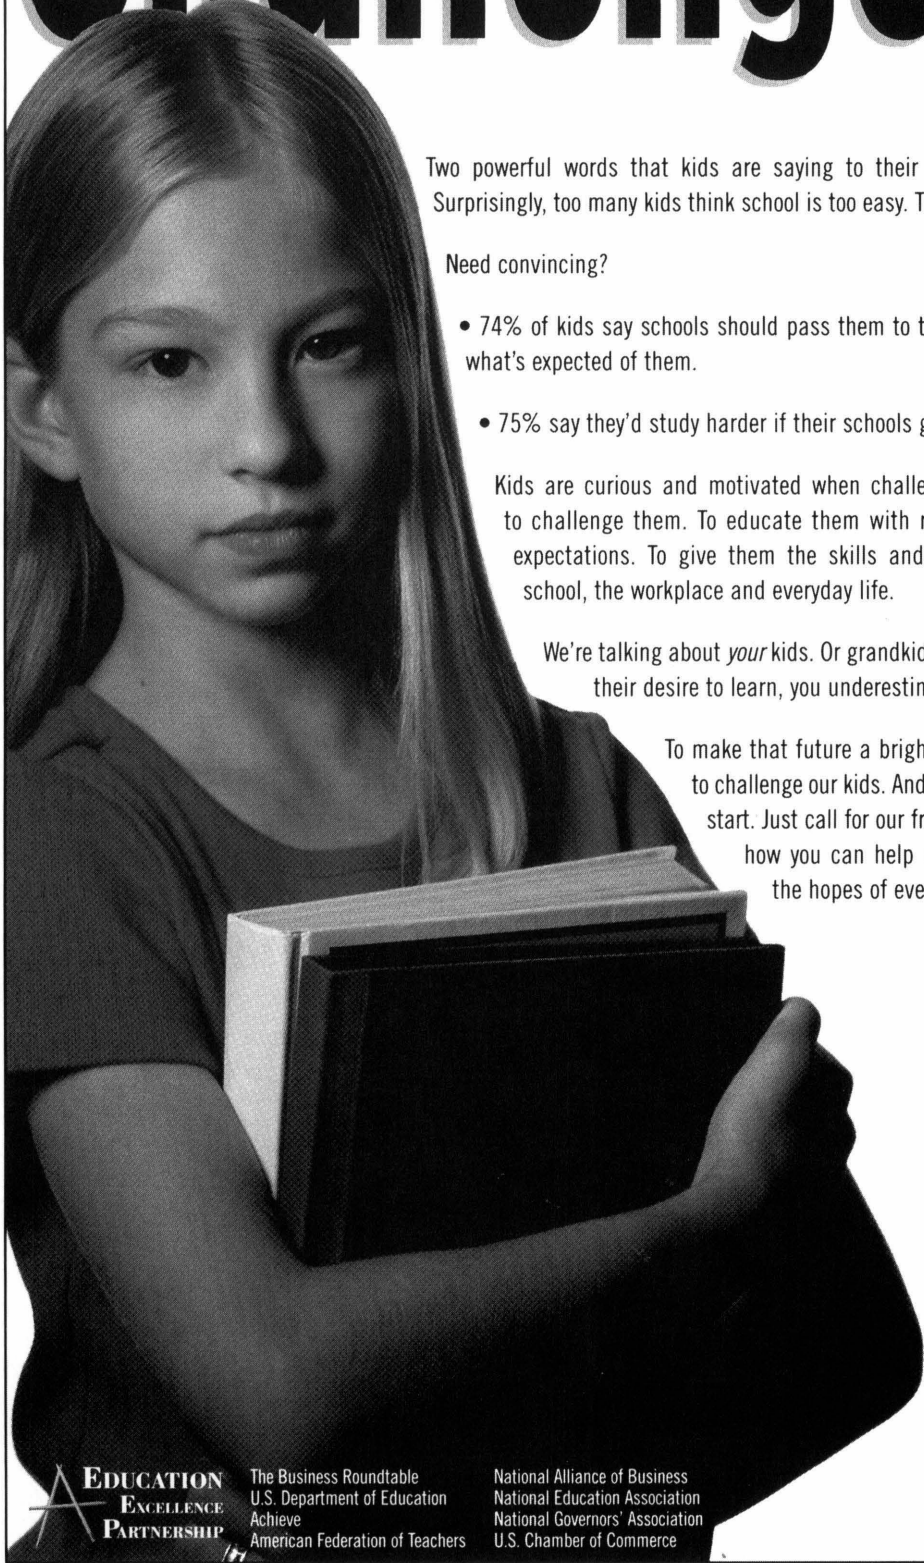 Challenge
Two powerful words that kids are saying to their
Surprisingly, too many kids think school is too easy. T
Need convincing?
• 74% of kids say schools should pass them to t
what's expected of them.
• 75% say they'd study harder if their schools g
Kids are curious and motivated when challe
to challenge them. To educate them with
expectations. To give them the skills and
school, the workplace and everyday life.
We're talking about your kids. Or grandkid
their desire to learn, you underesti
To make that future a brigh
to challenge our kids. And
start. Just call for our fr
how you can help
the hopes of eve
EDUCATION
EXCELLENCE
PARTNERSHIP
The Business Roundtable
U.S. Department of Education
Achieve
American Federation of Teachers
National Alliance of Business
National Education Association
National Governors' Association
U.S. Chamber of Commerce